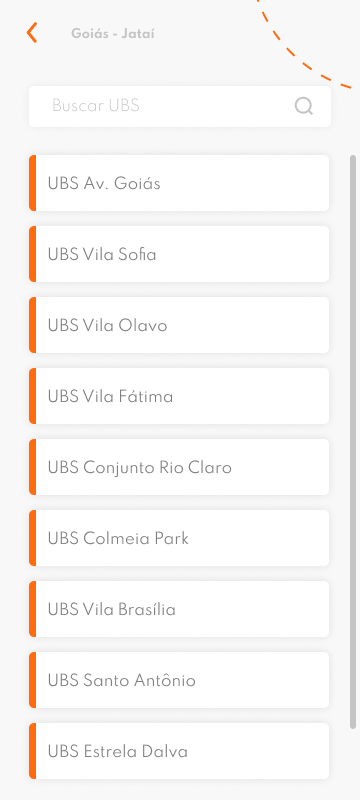 Goiás - Jataí
Buscar UBS
UBS Av. Goiás
UBS Vila Sofia
UBS Vila Olavo
UBS Vila Fátima
UBS Conjunto Rio Claro
UBS Colmeia Park
UBS Vila Brasília
UBS Santo Antônio
UBS Estrela Dalva